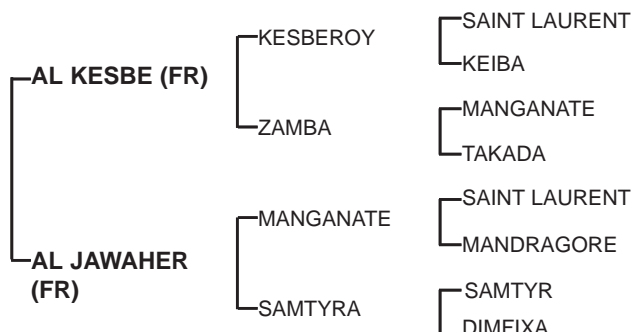 SAINT LAURENT
KESBEROY
KEIBA
AL KESBE (FR)
MANGANATE
ZAMBA
TAKADA
SAINT LAURENT
MANGANATE
MANDRAGORE
AL JAWAHER
(FR)
SAMTYR
SAMTYRA
DIMEIXA